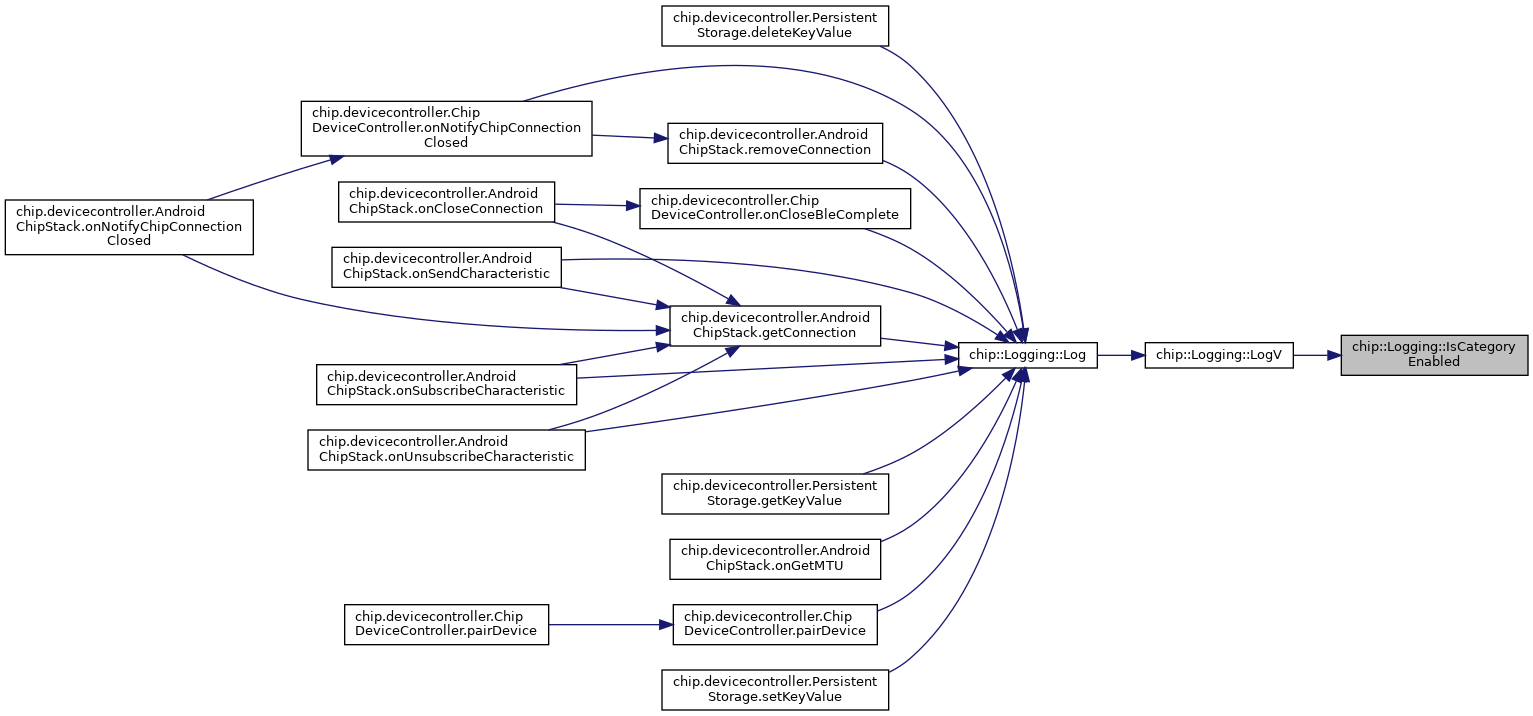 chip.devicecontroller.Persistent
Storage.deleteKeyValue
chip.devicecontroller.Chip
DeviceController.onNotifyChipConnection
Closed
chip.devicecontroller.Android
ChipStack.removeConnection
chip.devicecontroller.Android
ChipStack.onCloseConnection
chip.devicecontroller.Chip
DeviceController.onCloseBleComplete
chip.devicecontroller.Android
ChipStack.onNotifyChipConnection
Closed
chip.devicecontroller.Android
ChipStack.onSendCharacteristic
chip.devicecontroller.Android
ChipStack.getConnection
chip::Logging::Log
chip::Logging::LogV
chip::Logging::IsCategory
Enabled
chip.devicecontroller.Android
ChipStack.onSubscribeCharacteristic
chip.devicecontroller.Android
ChipStack.onUnsubscribeCharacteristic
chip.devicecontroller.Persistent
Storage.getKeyValue
chip.devicecontroller.Android
ChipStack.onGetMTU
chip.devicecontroller.Chip
DeviceController.pairDevice
chip.devicecontroller.Chip
DeviceController.pairDevice
chip.devicecontroller.Persistent
Storage.setKeyValue